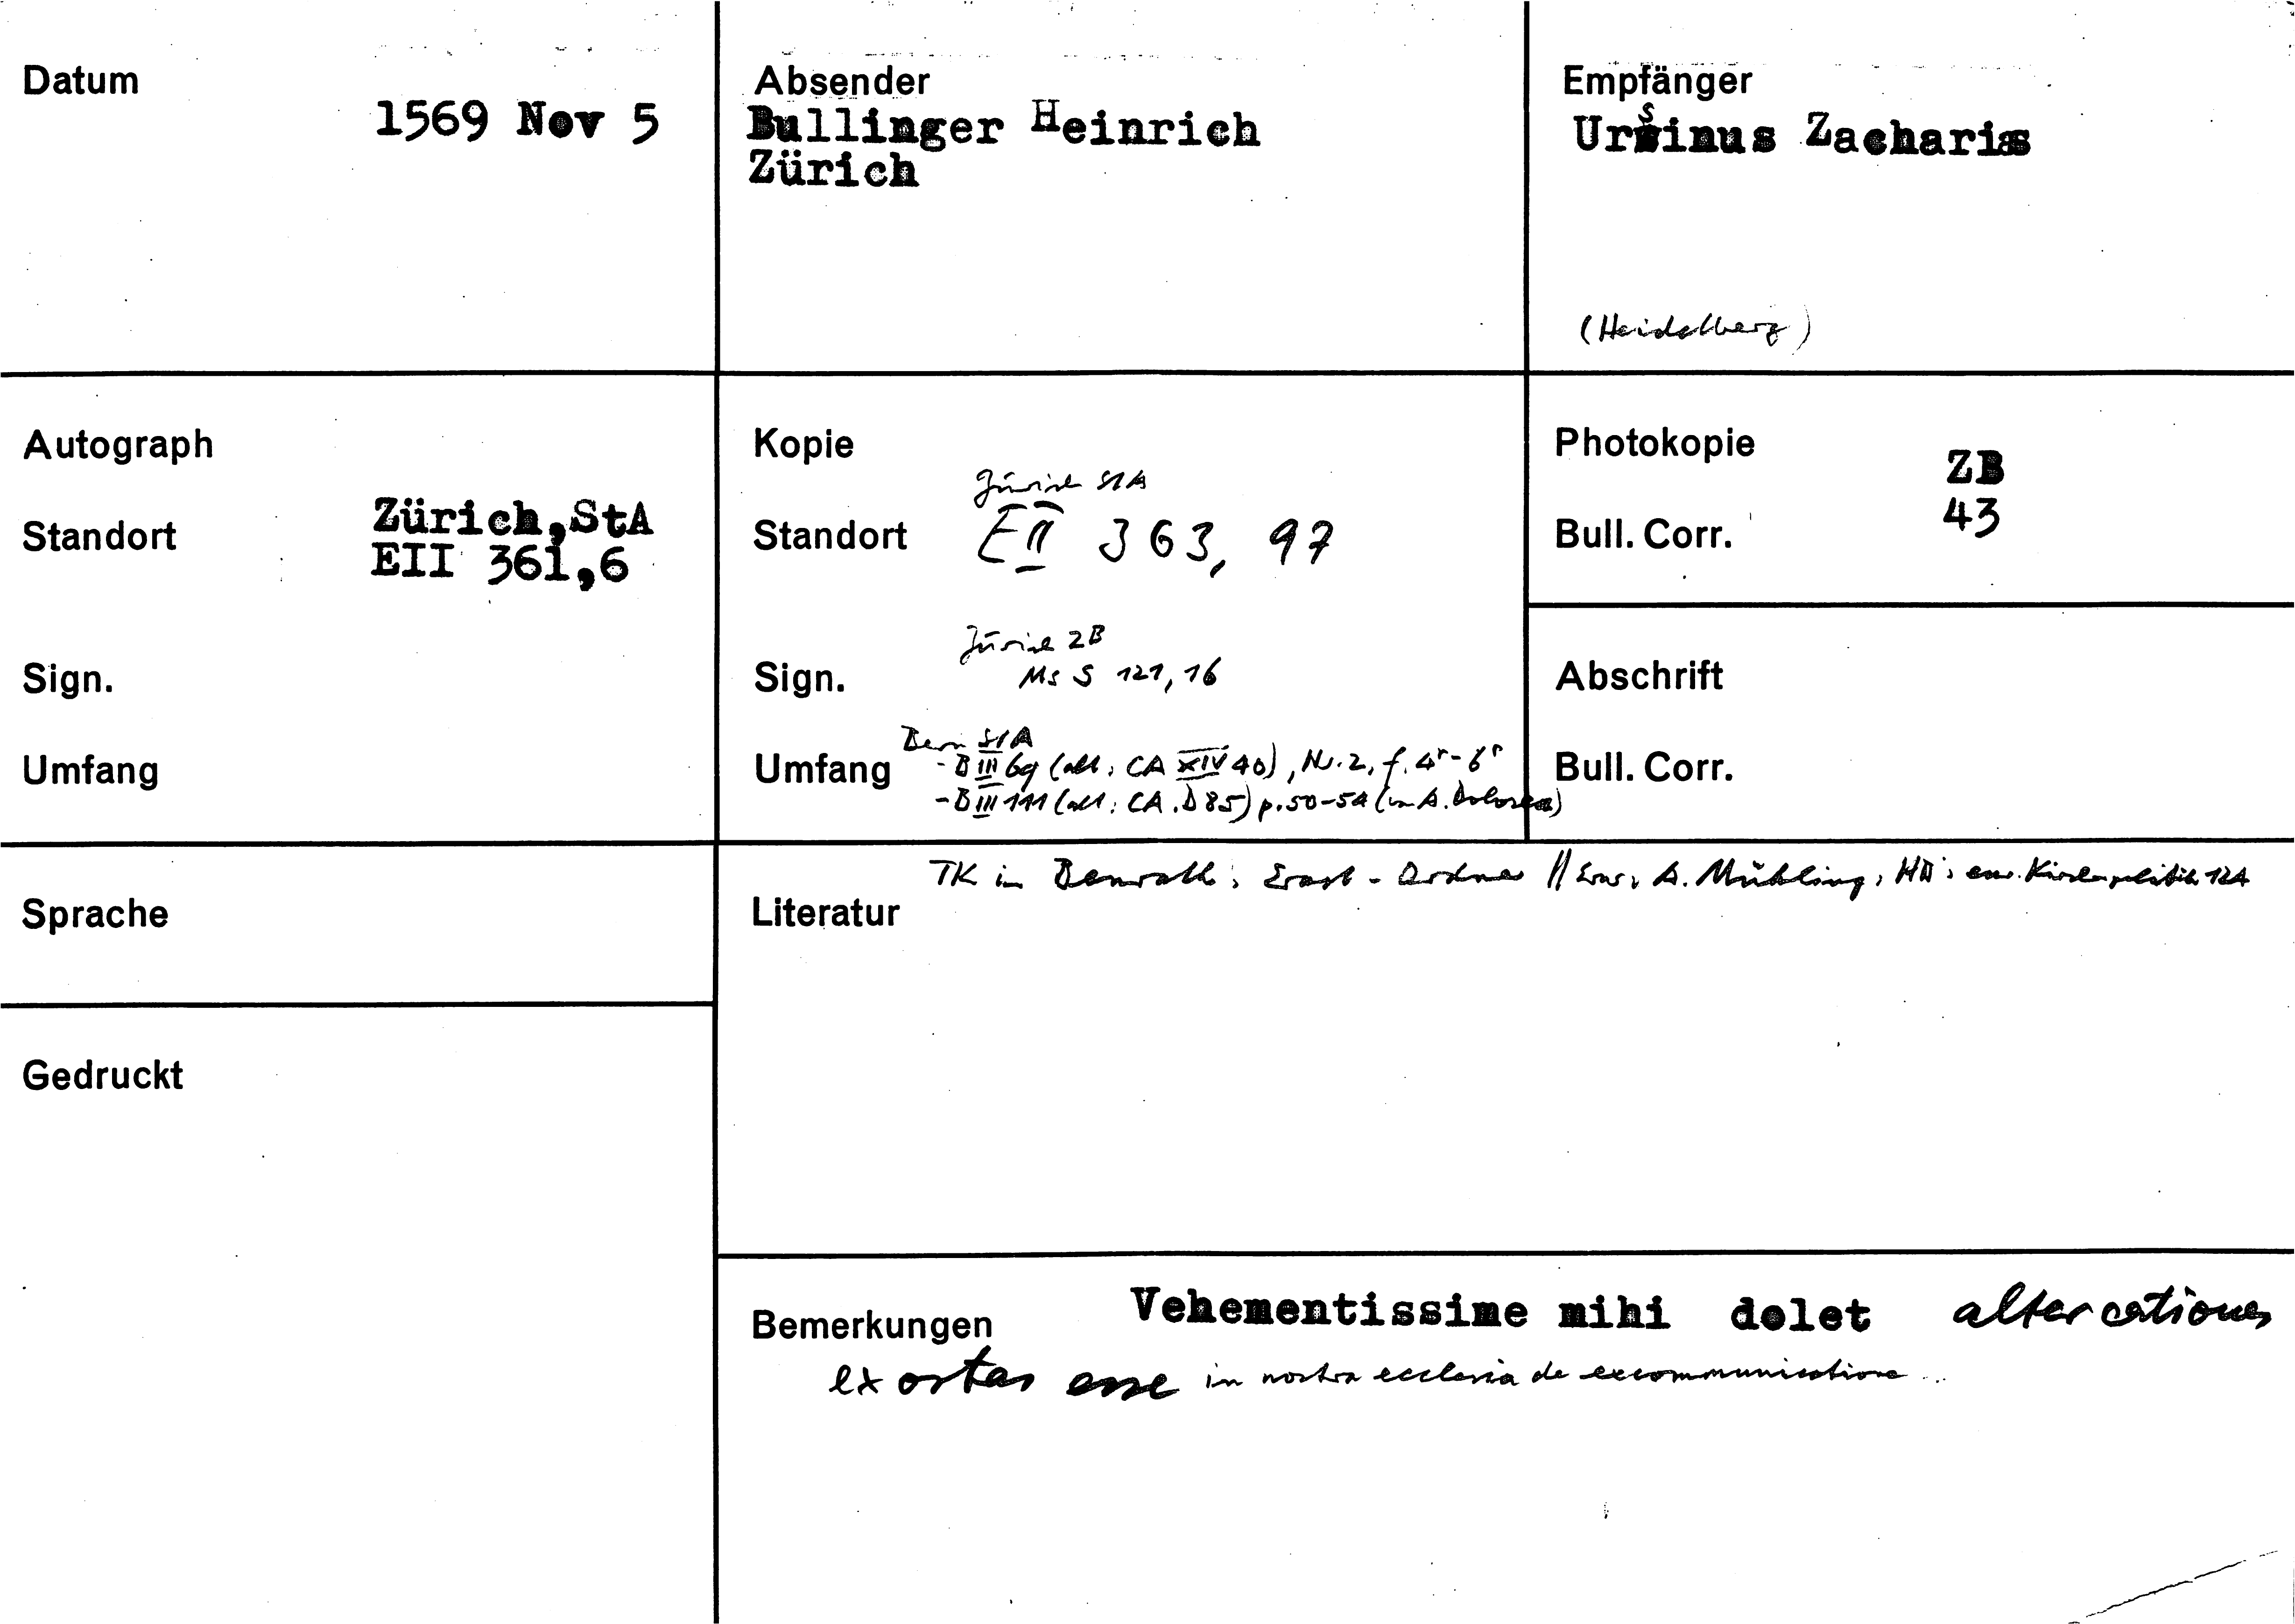 Datum
1569 Nov 5
Absender
Bullinger Heinrich
Zürich
Empfänger
Ursinus Zacharias
(Heidelberg)
Autograph
Standort
Zürich,StA
EII 361,6
Sign.
Umfang
Kopie
Zürich StA
Standort
EII 363, 97
Zürich ZB
Sign.
Ms S 121, 16
Bern StA
Umfang
- B III 69 (alt: CA XIV 40), Nr. 2, f. 4r-6r
- B III 111 (alt: CA. D 85) p. 50-54 (in A.
Photokopie
ZB
Bull. Corr.
43
Abschrift
Bull. Corr.
Sprache
Gedruckt
TK in Benrath, Erast-Ordner // Erw. A. Mühling, HB's eur. Kirchenpolitik 124
Literatur
Bemerkungen
Vehementissime mihi dolet altercationes
exortas esse in nostra ecclesia de excommunicatione ...